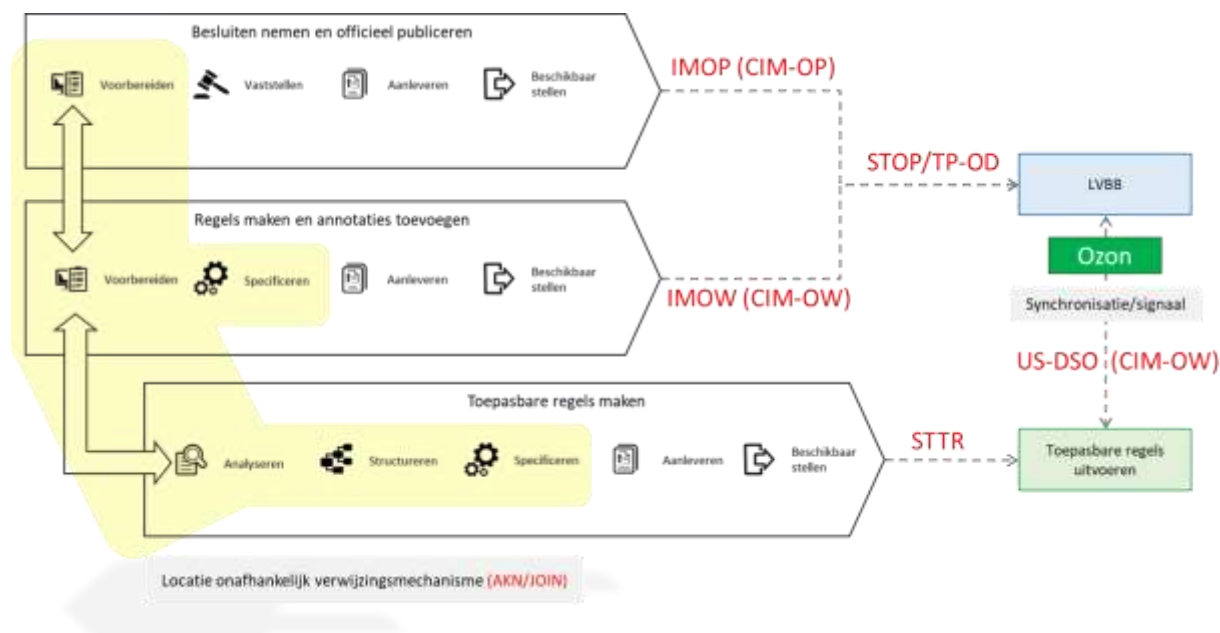 Besluiten nemen en officieel publiceren
Voorbereiden
Vaststellen
Aanleveren
Beschikbaar
stellen
IMOP (CIM-OP)
STOP/TP-OD
LVBB
Regels maken en annotaties toevoegen
Voorbereiden
Specificeren
Aanleveren
Beschikbaar
stellen
IMOW (CIM-OW)
Ozon
Synchronisatie/signaal
US-DSO (CIM-OW)
Toepasbare regels maken
Analyseren
Structureren
Specificeren
Aanleveren
Beschikbaar
stellen
STTR
Toepasbare regels
uitvoeren
Locatie onafhankelijk verwijzingsmechanisme (AKN/JOIN)